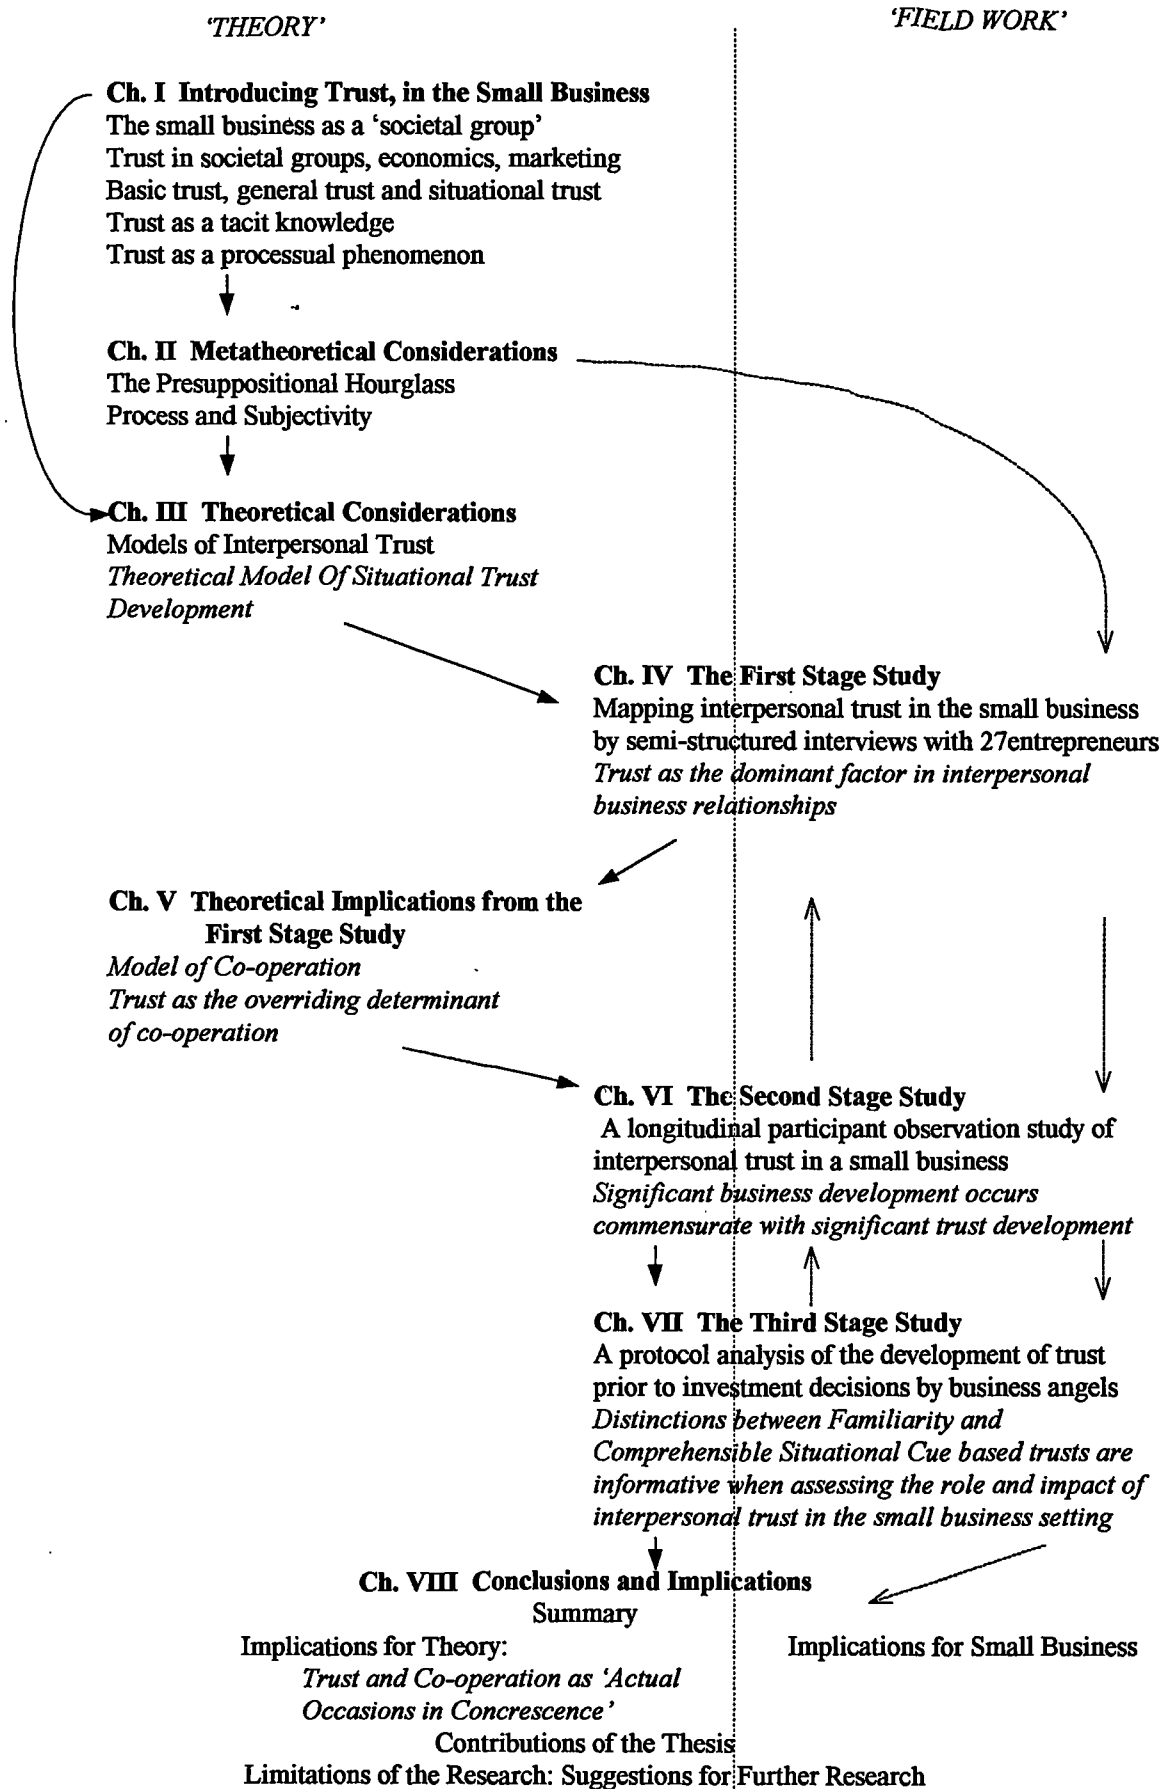 'THEORY'
'FIELD WORK'
Ch. I Introducing Trust, in the Small Business
The small business as a 'societal group'
Trust in societal groups, economics, marketing
Basic trust, general trust and situational trust
Trust as a tacit knowledge
Trust as a processual phenomenon
Ch. II Metatheoretical Considerations
The Presuppositional Hourglass
Process and Subjectivity
Ch. III Theoretical Considerations
Models of Interpersonal Trust
Theoretical Model Of Situational Trust
Development
Ch. IV The First Stage Study
Mapping interpersonal trust in the small business
by semi-structured interviews with 27entrepreneurs
Trust as the dominant factor in interpersonal
business relationships
Ch. V Theoretical Implications from the
First Stage Study
Model of Co-operation
Trust as the overriding determinant
of co-operation
Ch. VI The Second Stage Study
A longitudinal participant observation study of
interpersonal trust in a small business
Significant business development occurs
commensurate with significant trust development
Ch. VII The Third Stage Study
A protocol analysis of the development of trust
prior to investment decisions by business angels
Distinctions between Familiarity and
Comprehensible Situational Cue based trusts are
informative when assessing the role and impact of
interpersonal trust in the small business setting
Ch. VIII Conclusions and Implications
Summary
Implications for Theory:
Implications for Small Business
Trust and Co-operation as 'Actual
Occasions in Concrescence'
Contributions of the Thesis
Limitations of the Research: Suggestions for Further Research